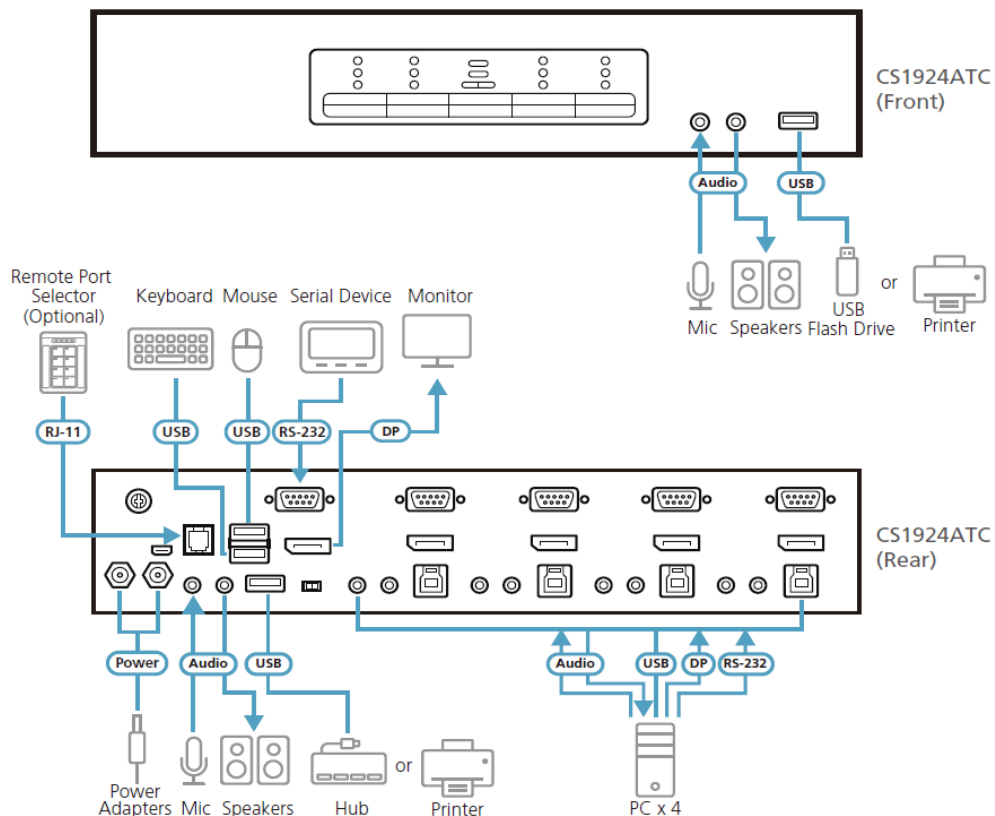 CS1924ATC
(Front)
Audio
USB
Mic
Speakers
USB
Flash Drive
or
Printer
Remote Port
Selector
(Optional)
Keyboard
Mouse
Serial Device
Monitor
RJ-11
USB
USB
RS-232
DP
CS1924ATC
(Rear)
Power
Audio
USB
Audio
USB
DP
RS-232
Power
Adapters
Mic
Speakers
Hub
or
Printer
PC x 4